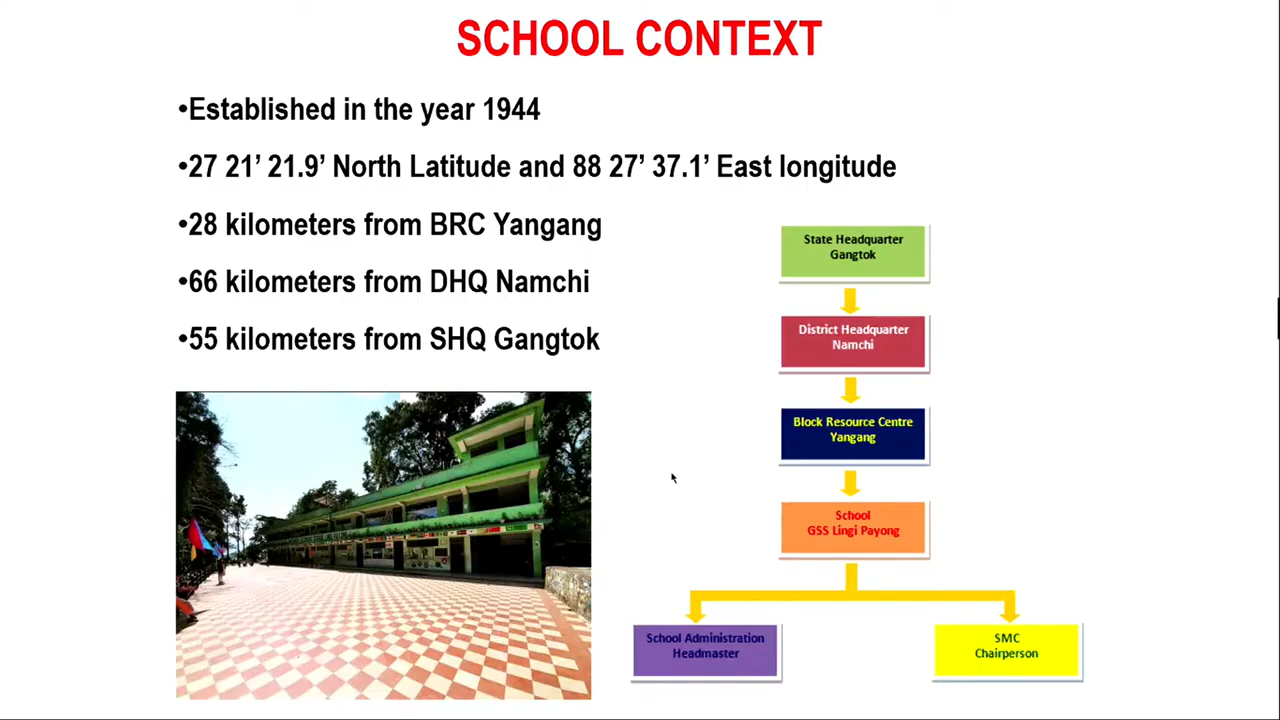 SCHOOL CONTEXT
•Established in the year 1944
•27 21’ 21.9’ North Latitude and 88 27’ 37.1’ East longitude
•28 kilometers from BRC Yangang
•66 kilometers from DHQ Namchi
•55 kilometers from SHQ Gangtok
State Headquarter
Gangtok
District Headquarter
Namchi
Block Resource Centre
Yangang
School
GSS Lingi Payong
School Administration
Headmaster
SMC
Chairperson